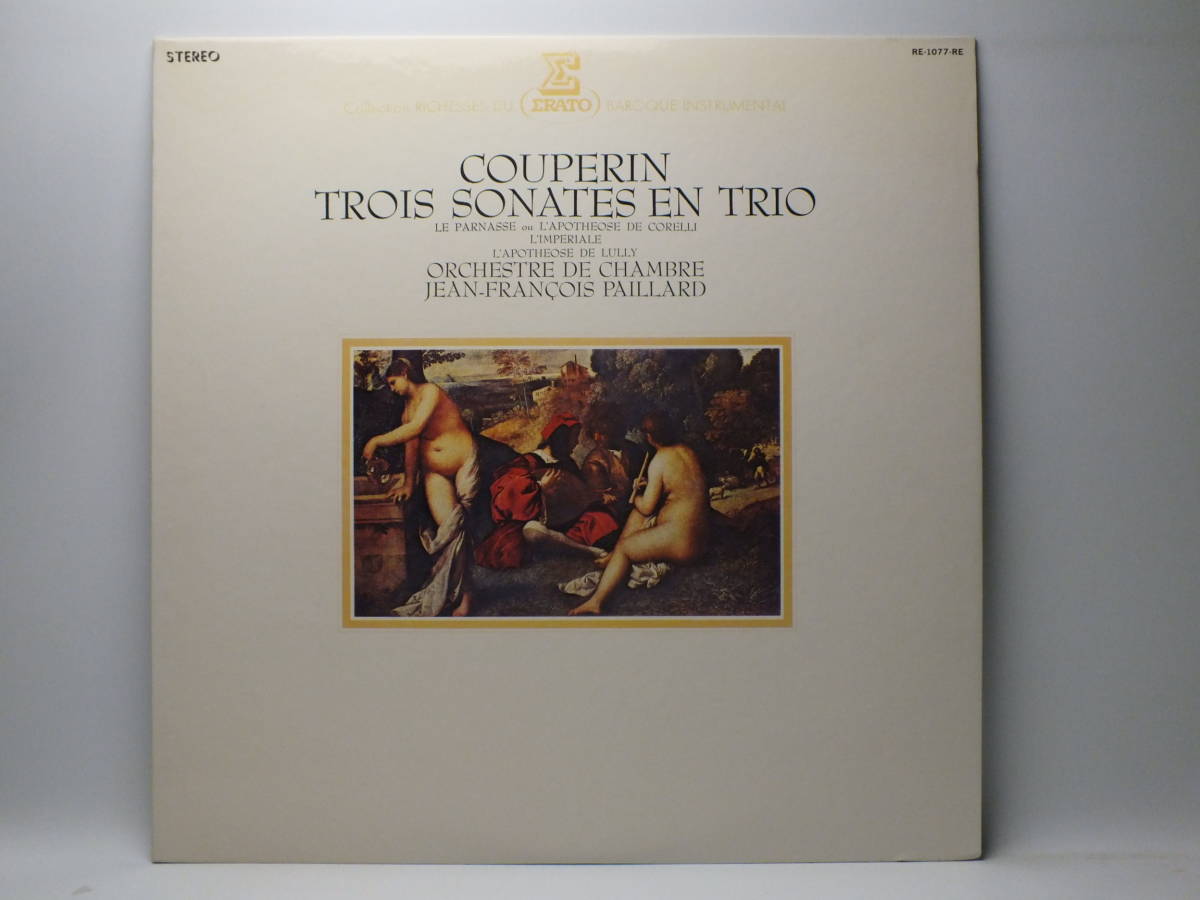 STEREO
RE-1077-RE
Σ
Collection RICHESSES DU (ERATO) BAROQUE INSTRUMENTAL
COUPERIN
TROIS SONATES EN TRIO
LE PARNASSE ou L'APOTHEOSE DE CORELLI
L'IMPERIALE
L'APOTHEOSE DE LULLY
ORCHESTRE DE CHAMBRE
JEAN-FRANÇOIS PAILLARD